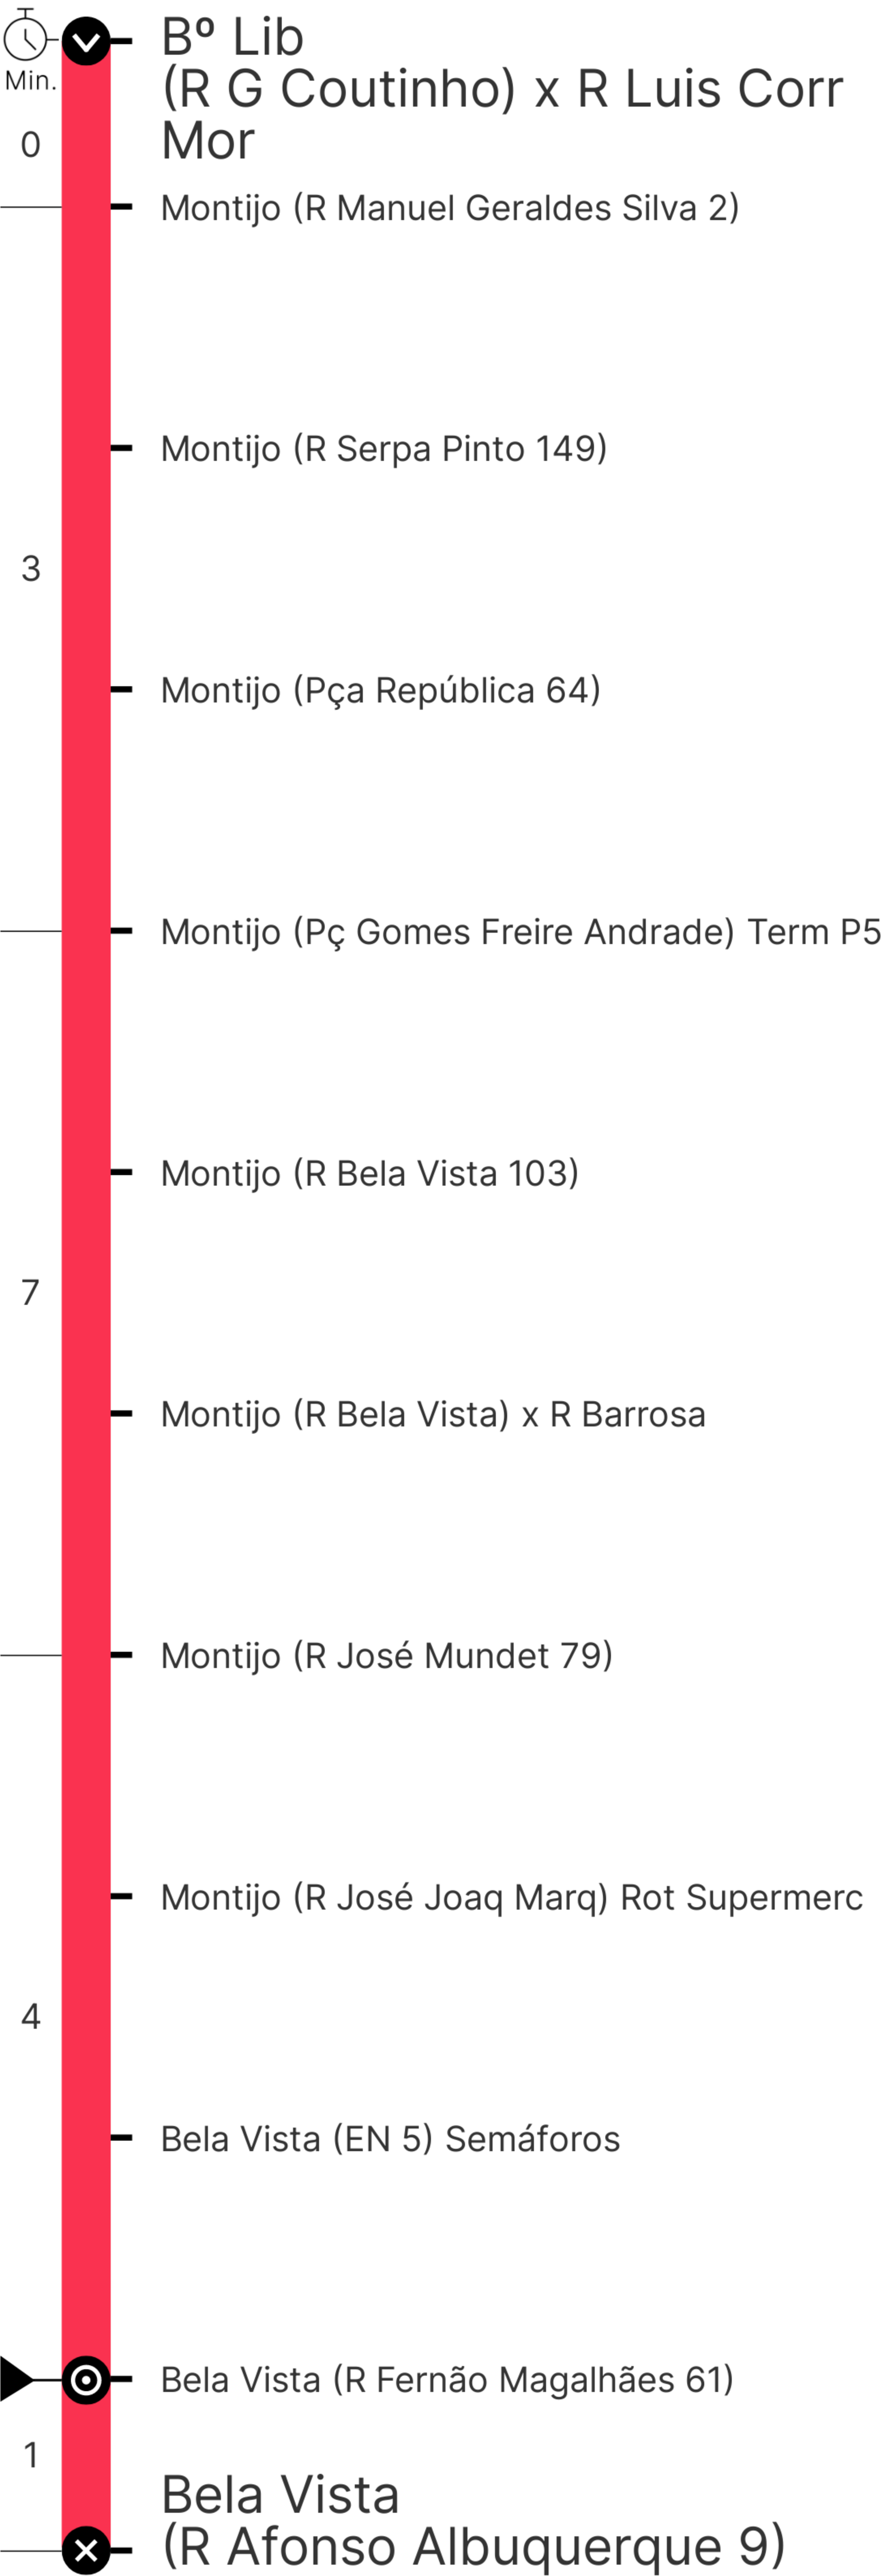 Bº Lib
(R G Coutinho) x R Luis Corr
Mor
Min.
0
Montijo (R Manuel Geraldes Silva 2)
Montijo (R Serpa Pinto 149)
3
Montijo (Pça República 64)
Montijo (Pç Gomes Freire Andrade) Term P5
Montijo (R Bela Vista 103)
7
Montijo (R Bela Vista) x R Barrosa
Montijo (R José Mundet 79)
Montijo (R José Joaq Marq) Rot Supermerc
4
Bela Vista (EN 5) Semáforos
Bela Vista (R Fernão Magalhães 61)
1
Bela Vista
(R Afonso Albuquerque 9)